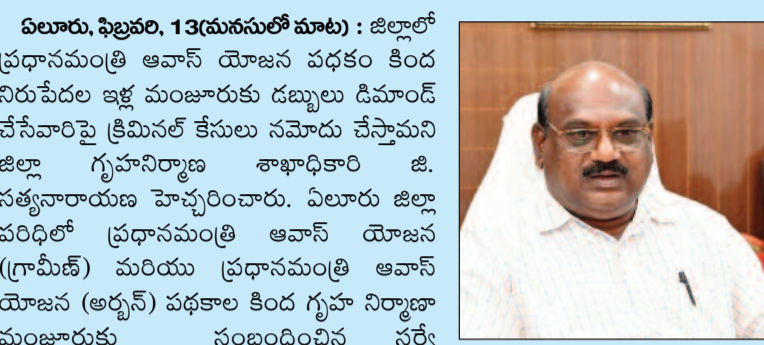 ఏలూరు, ఫిబ్రవరి, 13(మనసులో మాట) : జిల్లాలో
ప్రధానమంత్రి ఆవాస్ యోజన పధకం కింద
నిరుపేదల ఇళ్ల మంజూరుకు డబ్బులు డిమాండ్
చేసేవారిపై క్రిమినల్ కేసులు నమోదు చేస్తామని
జిల్లా గృహనిర్మాణ శాఖాధికారి జి.
సత్యనారాయణ హెచ్చరించారు. ఏలూరు జిల్లా
పరిధిలో ప్రధానమంత్రి ఆవాస్ యోజన
(గ్రామీణ్) మరియు ప్రధానమంత్రి ఆవాస్
యోజన (అర్బన్) పథకాల కింద గృహ నిర్మాణా
మంజూరుకు సంబంధించిన సర్వే